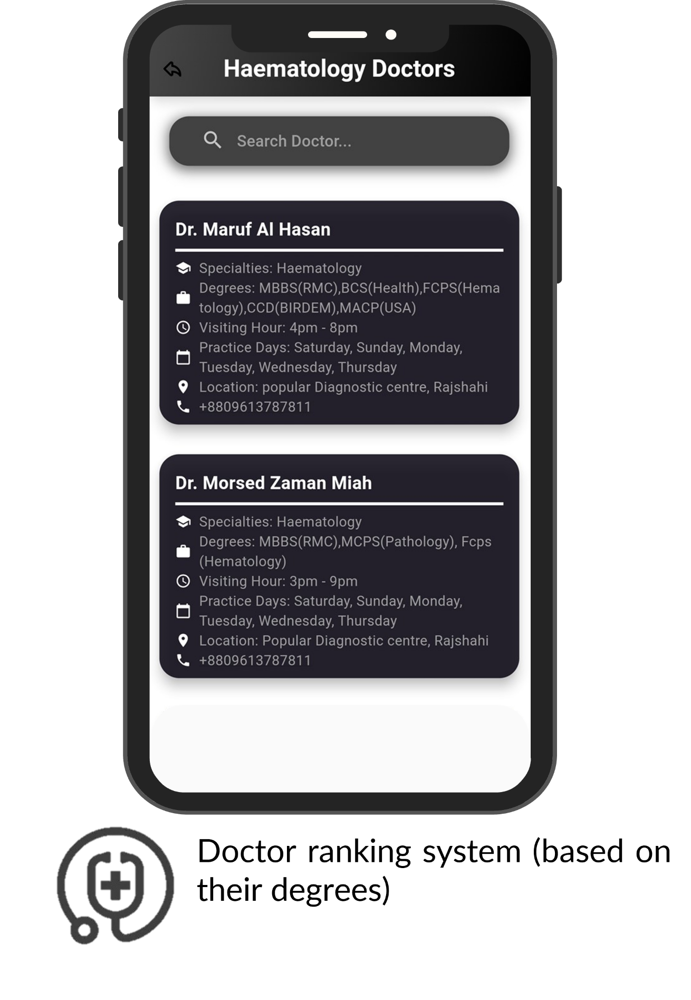 Haematology Doctors
Search Doctor...
Dr. Maruf Al Hasan
Specialties: Haematology
Degrees: MBBS(RMC),BCS(Health),FCPS(Hema
tology),CCD(BIRDEM),MACP(USA)
Visiting Hour: 4pm - 8pm
Practice Days: Saturday, Sunday, Monday,
Tuesday, Wednesday, Thursday
Location: popular Diagnostic centre, Rajshahi
+8809613787811
Dr. Morsed Zaman Miah
Specialties: Haematology
Degrees: MBBS(RMC),MCPS(Pathology), Fcps
(Hematology)
Visiting Hour: 3pm - 9pm
Practice Days: Saturday, Sunday, Monday,
Tuesday, Wednesday, Thursday
Location: Popular Diagnostic centre, Rajshahi
+8809613787811
Doctor ranking system (based on
their degrees)